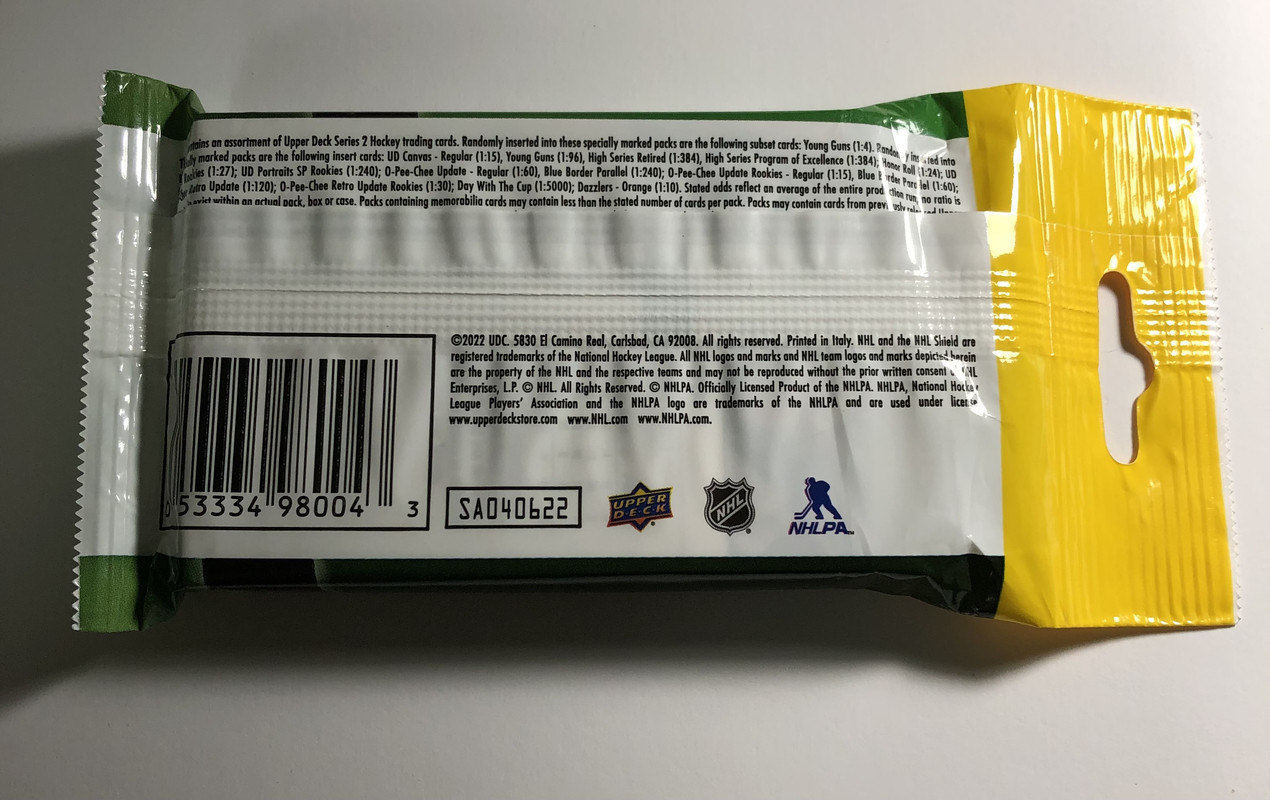 ntains an assortment of Upper Deck Series 2 Hockey trading cards. Randomly inserted into these specially marked packs are the following subset cards: Young Guns (1:4). Randomly inserted into
marked packs are the following insert cards: UD Canvas - Regular (1:15), Young Guns (1:96), High Series Retired (1:384), High Series Program of Excellence (1:384); Honor Roll (1:24); UD
Rookies (1:27); UD Portraits SP Rookies (1:240); O-Pee-Chee Update - Regular (1:60), Blue Border Parallel (1:240); O-Pee-Chee Update Rookies - Regular (1:15), Blue Border Parallel (1:60);
Retro Update (1:120); O-Pee-Chee Retro Update Rookies (1:30); Day With The Cup (1:5000); Dazzlers - Orange (1:10). Stated odds reflect an average of the entire production run, no ratio is
exist within an actual pack, box or case. Packs containing memorabilia cards may contain less than the stated number of cards per pack. Packs may contain cards from previously
©2022 UDC. 5830 El Camino Real, Carlsbad, CA 92008. All rights reserved. Printed in Italy. NHL and the NHL Shield are
registered trademarks of the National Hockey League. All NHL logos and marks and NHL team logos and marks depicted herein
are the property of the NHL and the respective teams and may not be reproduced without the prior written consent of NHL
Enterprises, L.P. © NHL. All Rights Reserved. © NHLPA. Officially Licensed Product of the NHLPA. NHLPA, National Hockey
League Players' Association and the NHLPA logo are trademarks of the NHLPA and are used under license
www.upperdeckstore.com www.NHL.com www.NHLPA.com.
53334 98004 3
SA040622
UPPER
D·E·C·K
NHL
NHLPA™